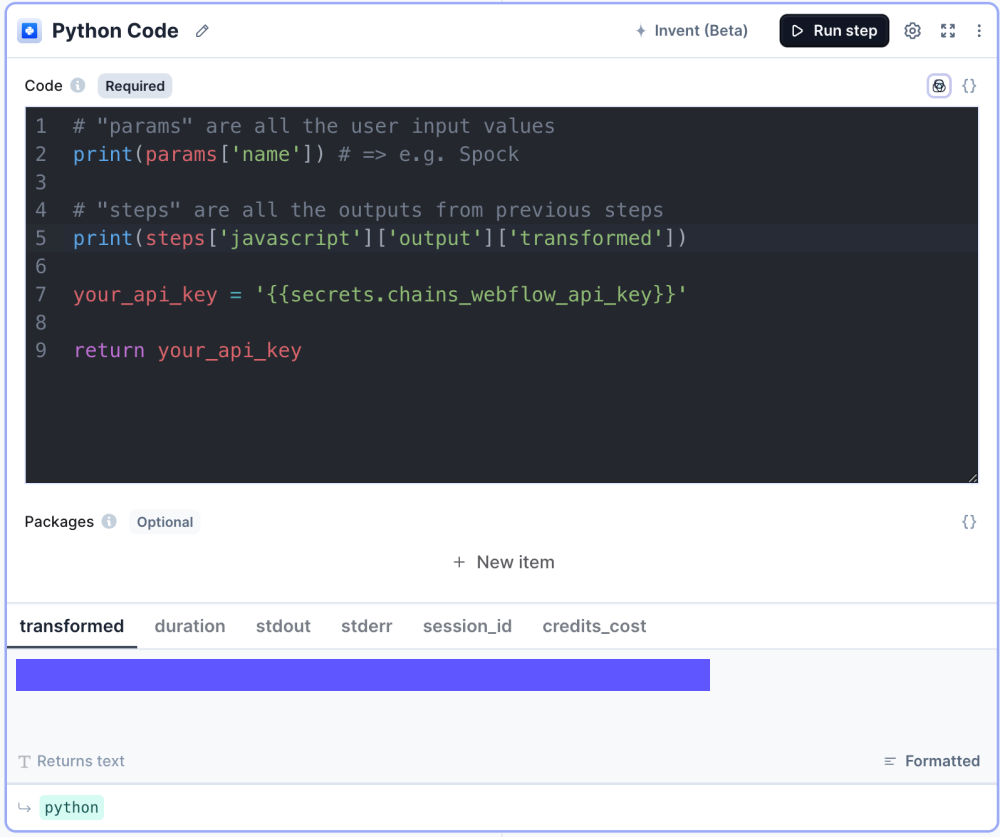 Python Code
Invent (Beta)
Run step
Code
Required
{}
1 # "params" are all the user input values
2 print(params['name']) # => e.g. Spock
3
4 # "steps" are all the outputs from previous steps
5 print(steps['javascript']['output']['transformed'])
6
7 your_api_key = '{{secrets.chains_webflow_api_key}}'
8
9 return your_api_key
Packages
Optional
{}
+ New item
transformed duration stdout stderr session_id credits_cost
Returns text
Formatted
python